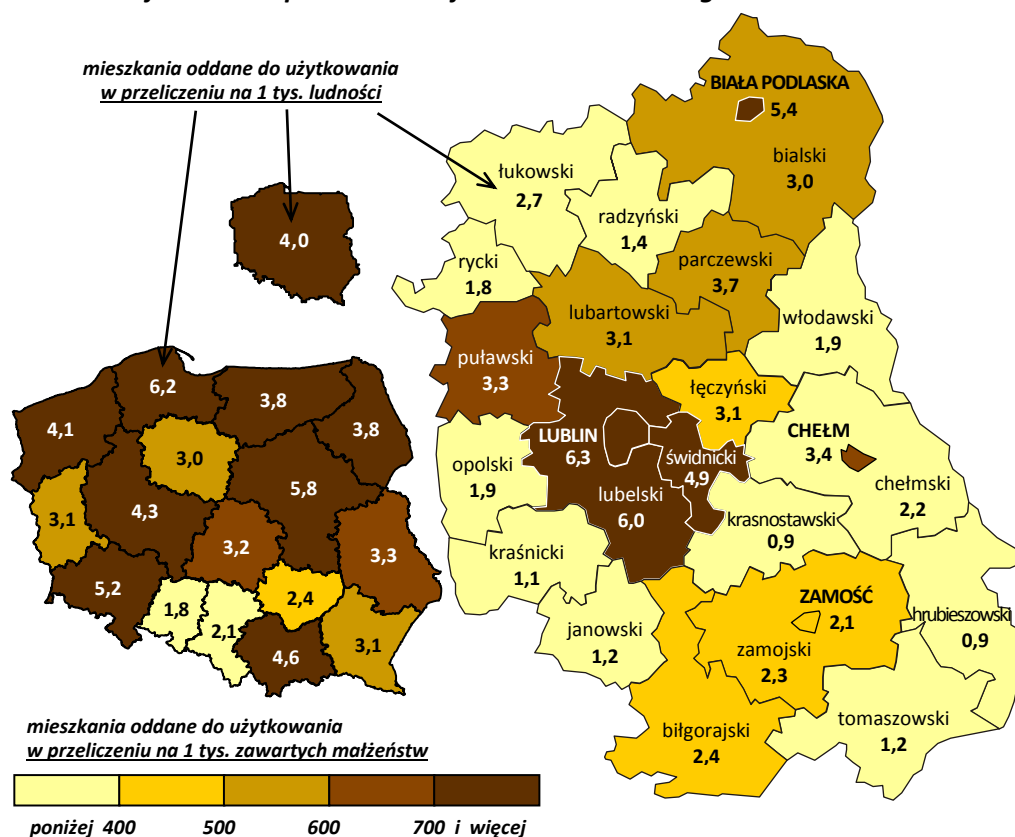 mieszkania oddane do użytkowania
w przeliczeniu na 1 tys. ludności
4,0
6,2
3,8
4,1
3,8
3,0
5,8
3,1
4,3
3,2
3,3
5,2
1,8
2,4
2,1
4,6
3,1
BIAŁA PODLASKA
5,4
bialski
3,0
łukowski
2,7
radzyński
1,4
rycki
1,8
parczewski
3,7
lubartowski
3,1
włodawski
1,9
puławski
3,3
łęczyński
3,1
CHEŁM
3,4
LUBLIN
6,3
świdnicki
4,9
opolski
1,9
lubelski
6,0
chełmski
2,2
krasnostawski
0,9
kraśnicki
1,1
ZAMOŚĆ
2,1
hrubieszowski
0,9
janowski
1,2
zamojski
2,3
biłgorajski
2,4
tomaszowski
1,2
mieszkania oddane do użytkowania
w przeliczeniu na 1 tys. zawartych małżeństw
poniżej 400 500 600 700 i więcej